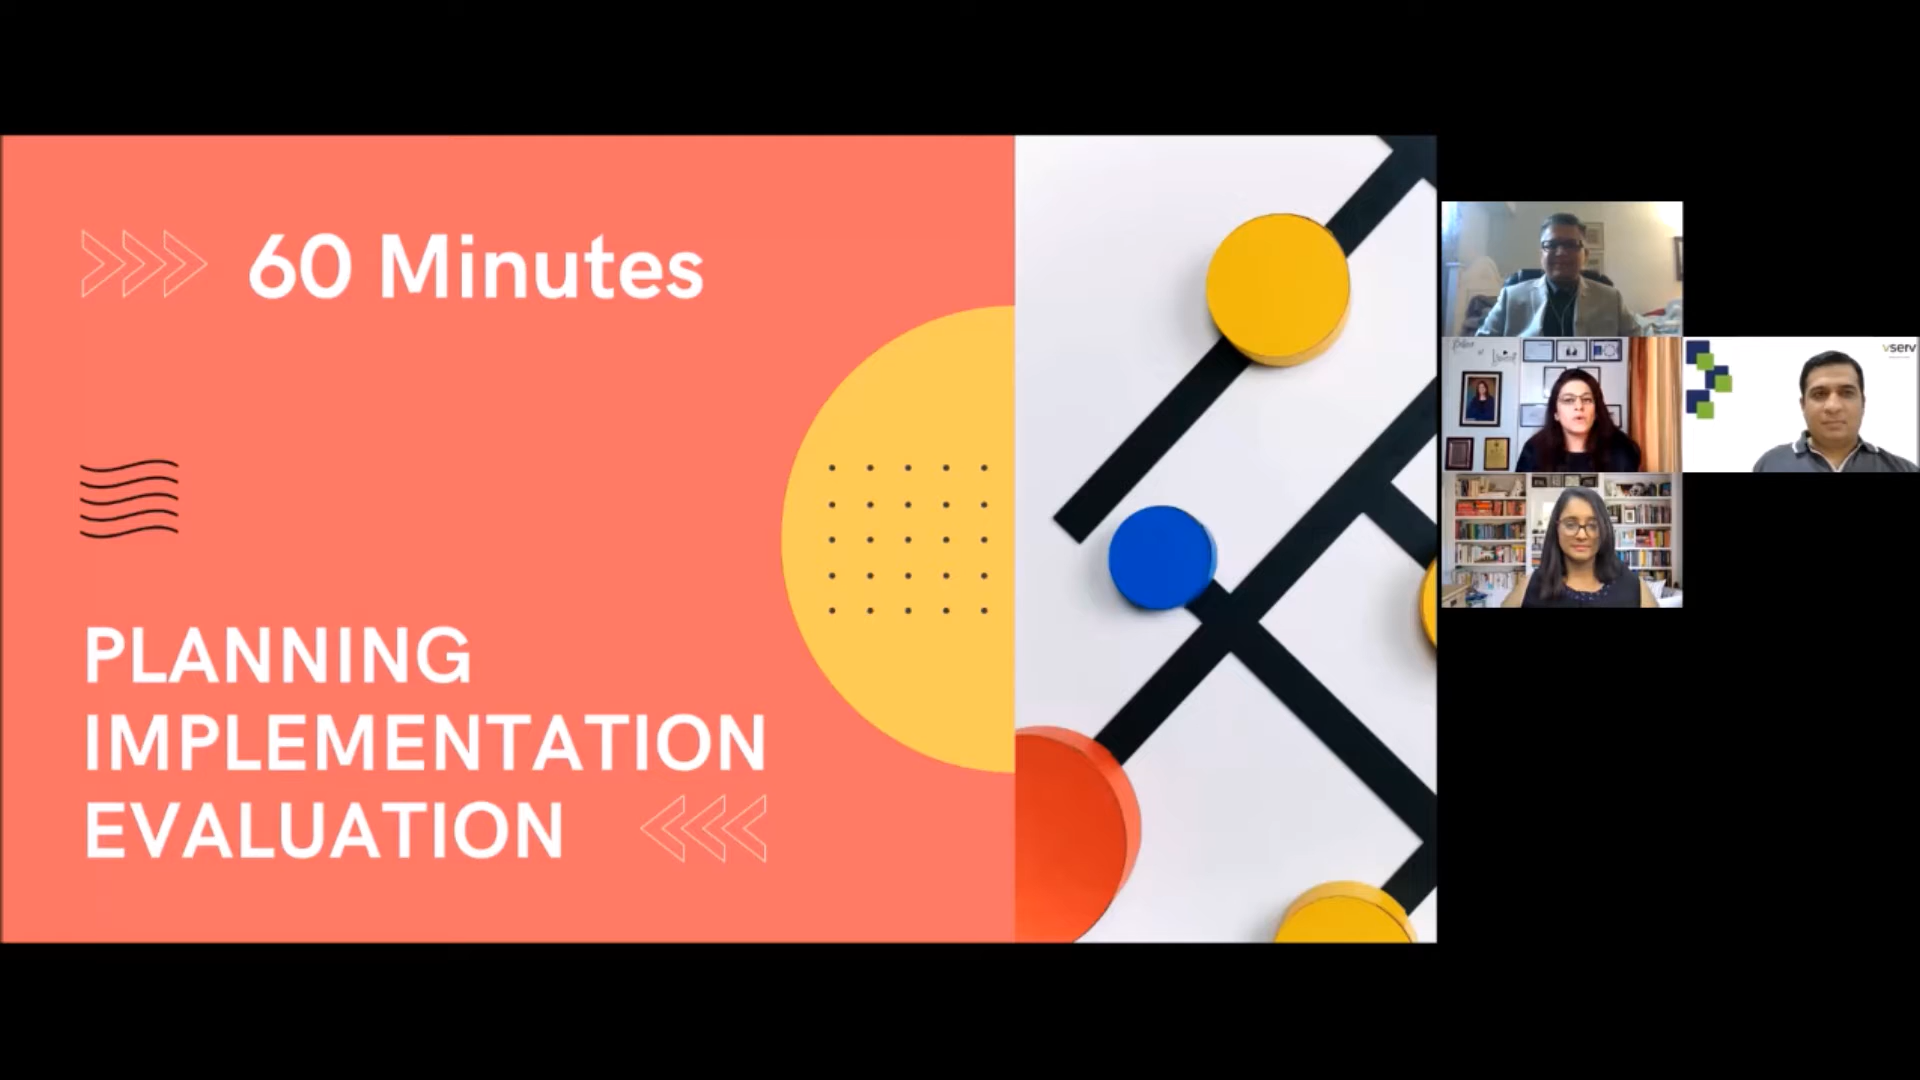 60 Minutes
PLANNING
IMPLEMENTATION
EVALUATION
vserv